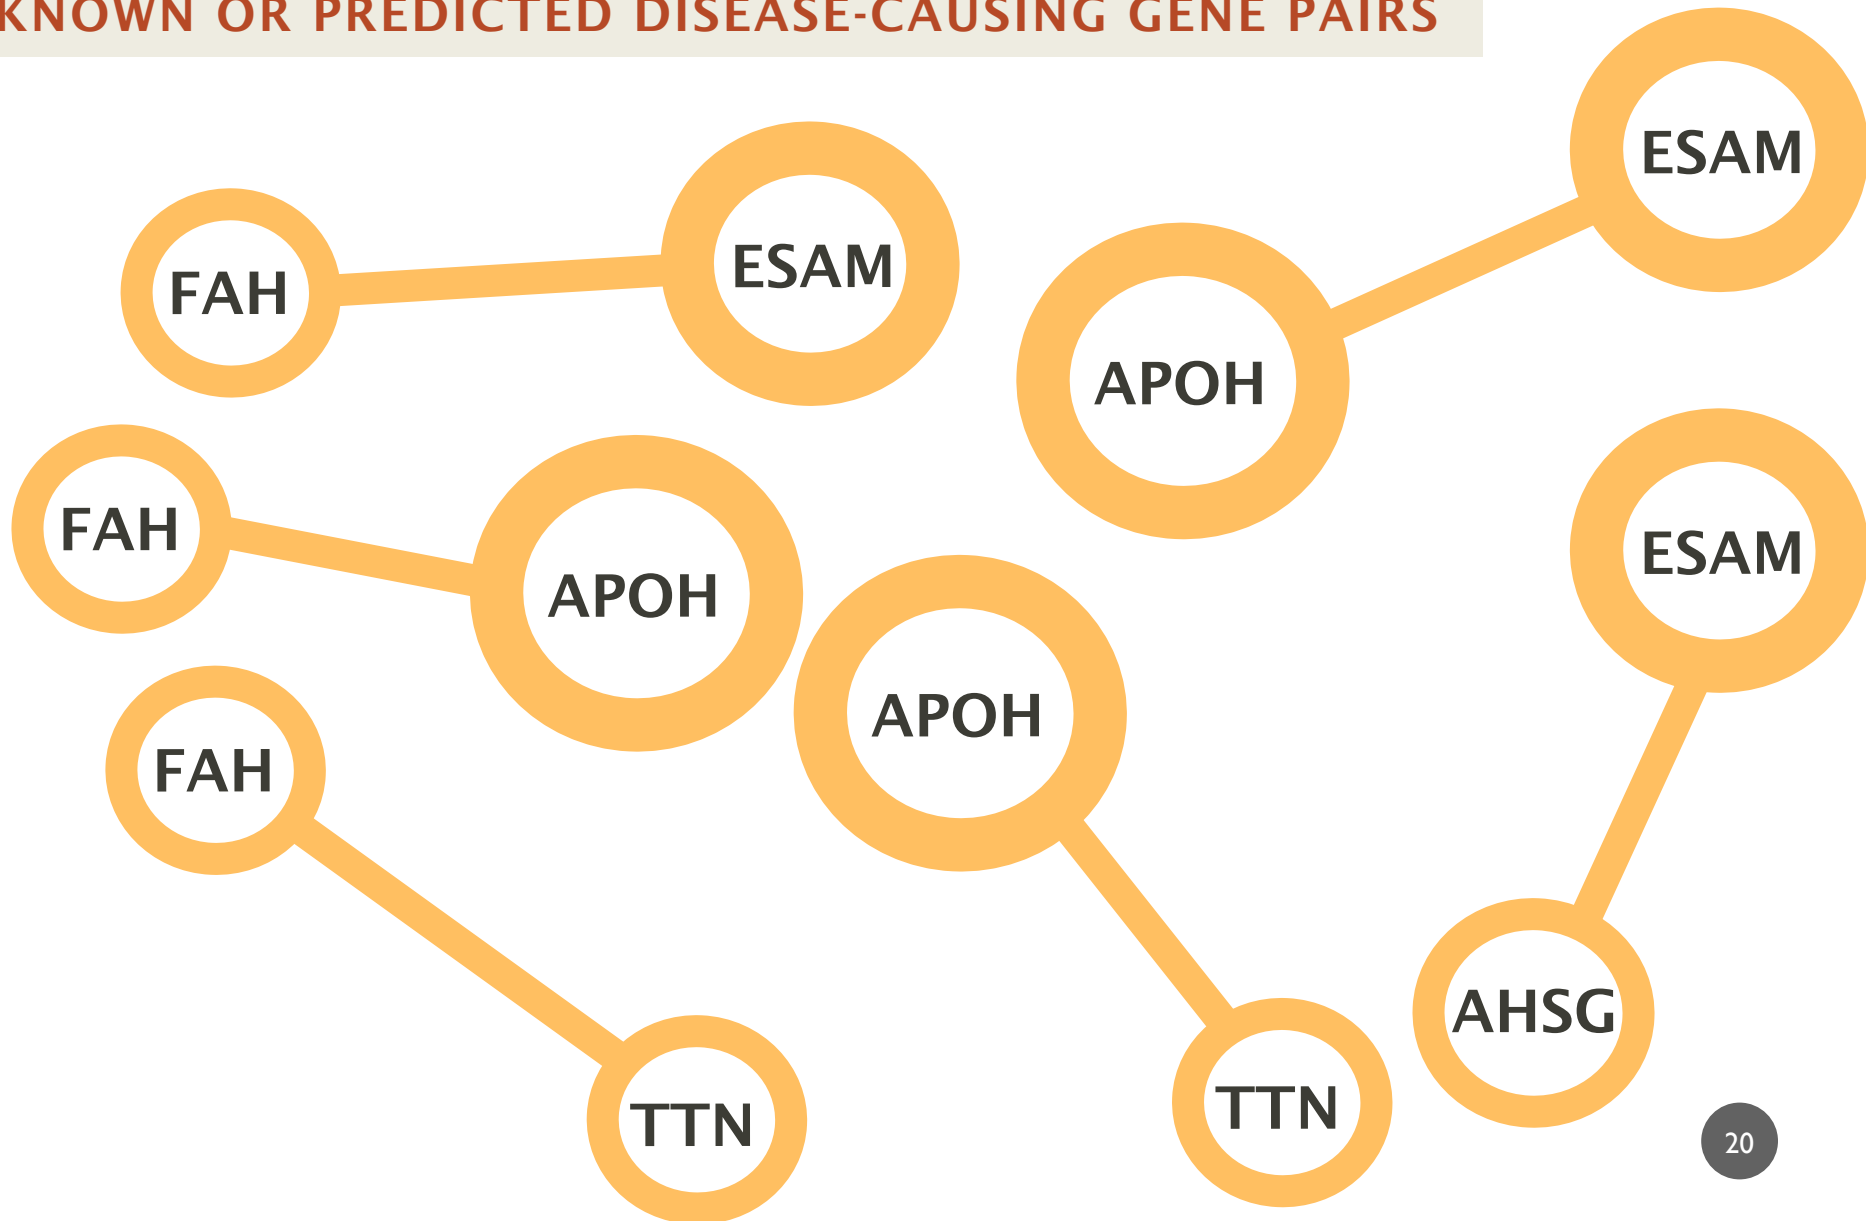 KNOWN OR PREDICTED DISEASE-CAUSING GENE PAIRS
FAH
ESAM
APOH
ESAM
FAH
APOH
APOH
ESAM
FAH
TTN
TTN
AHSG
20